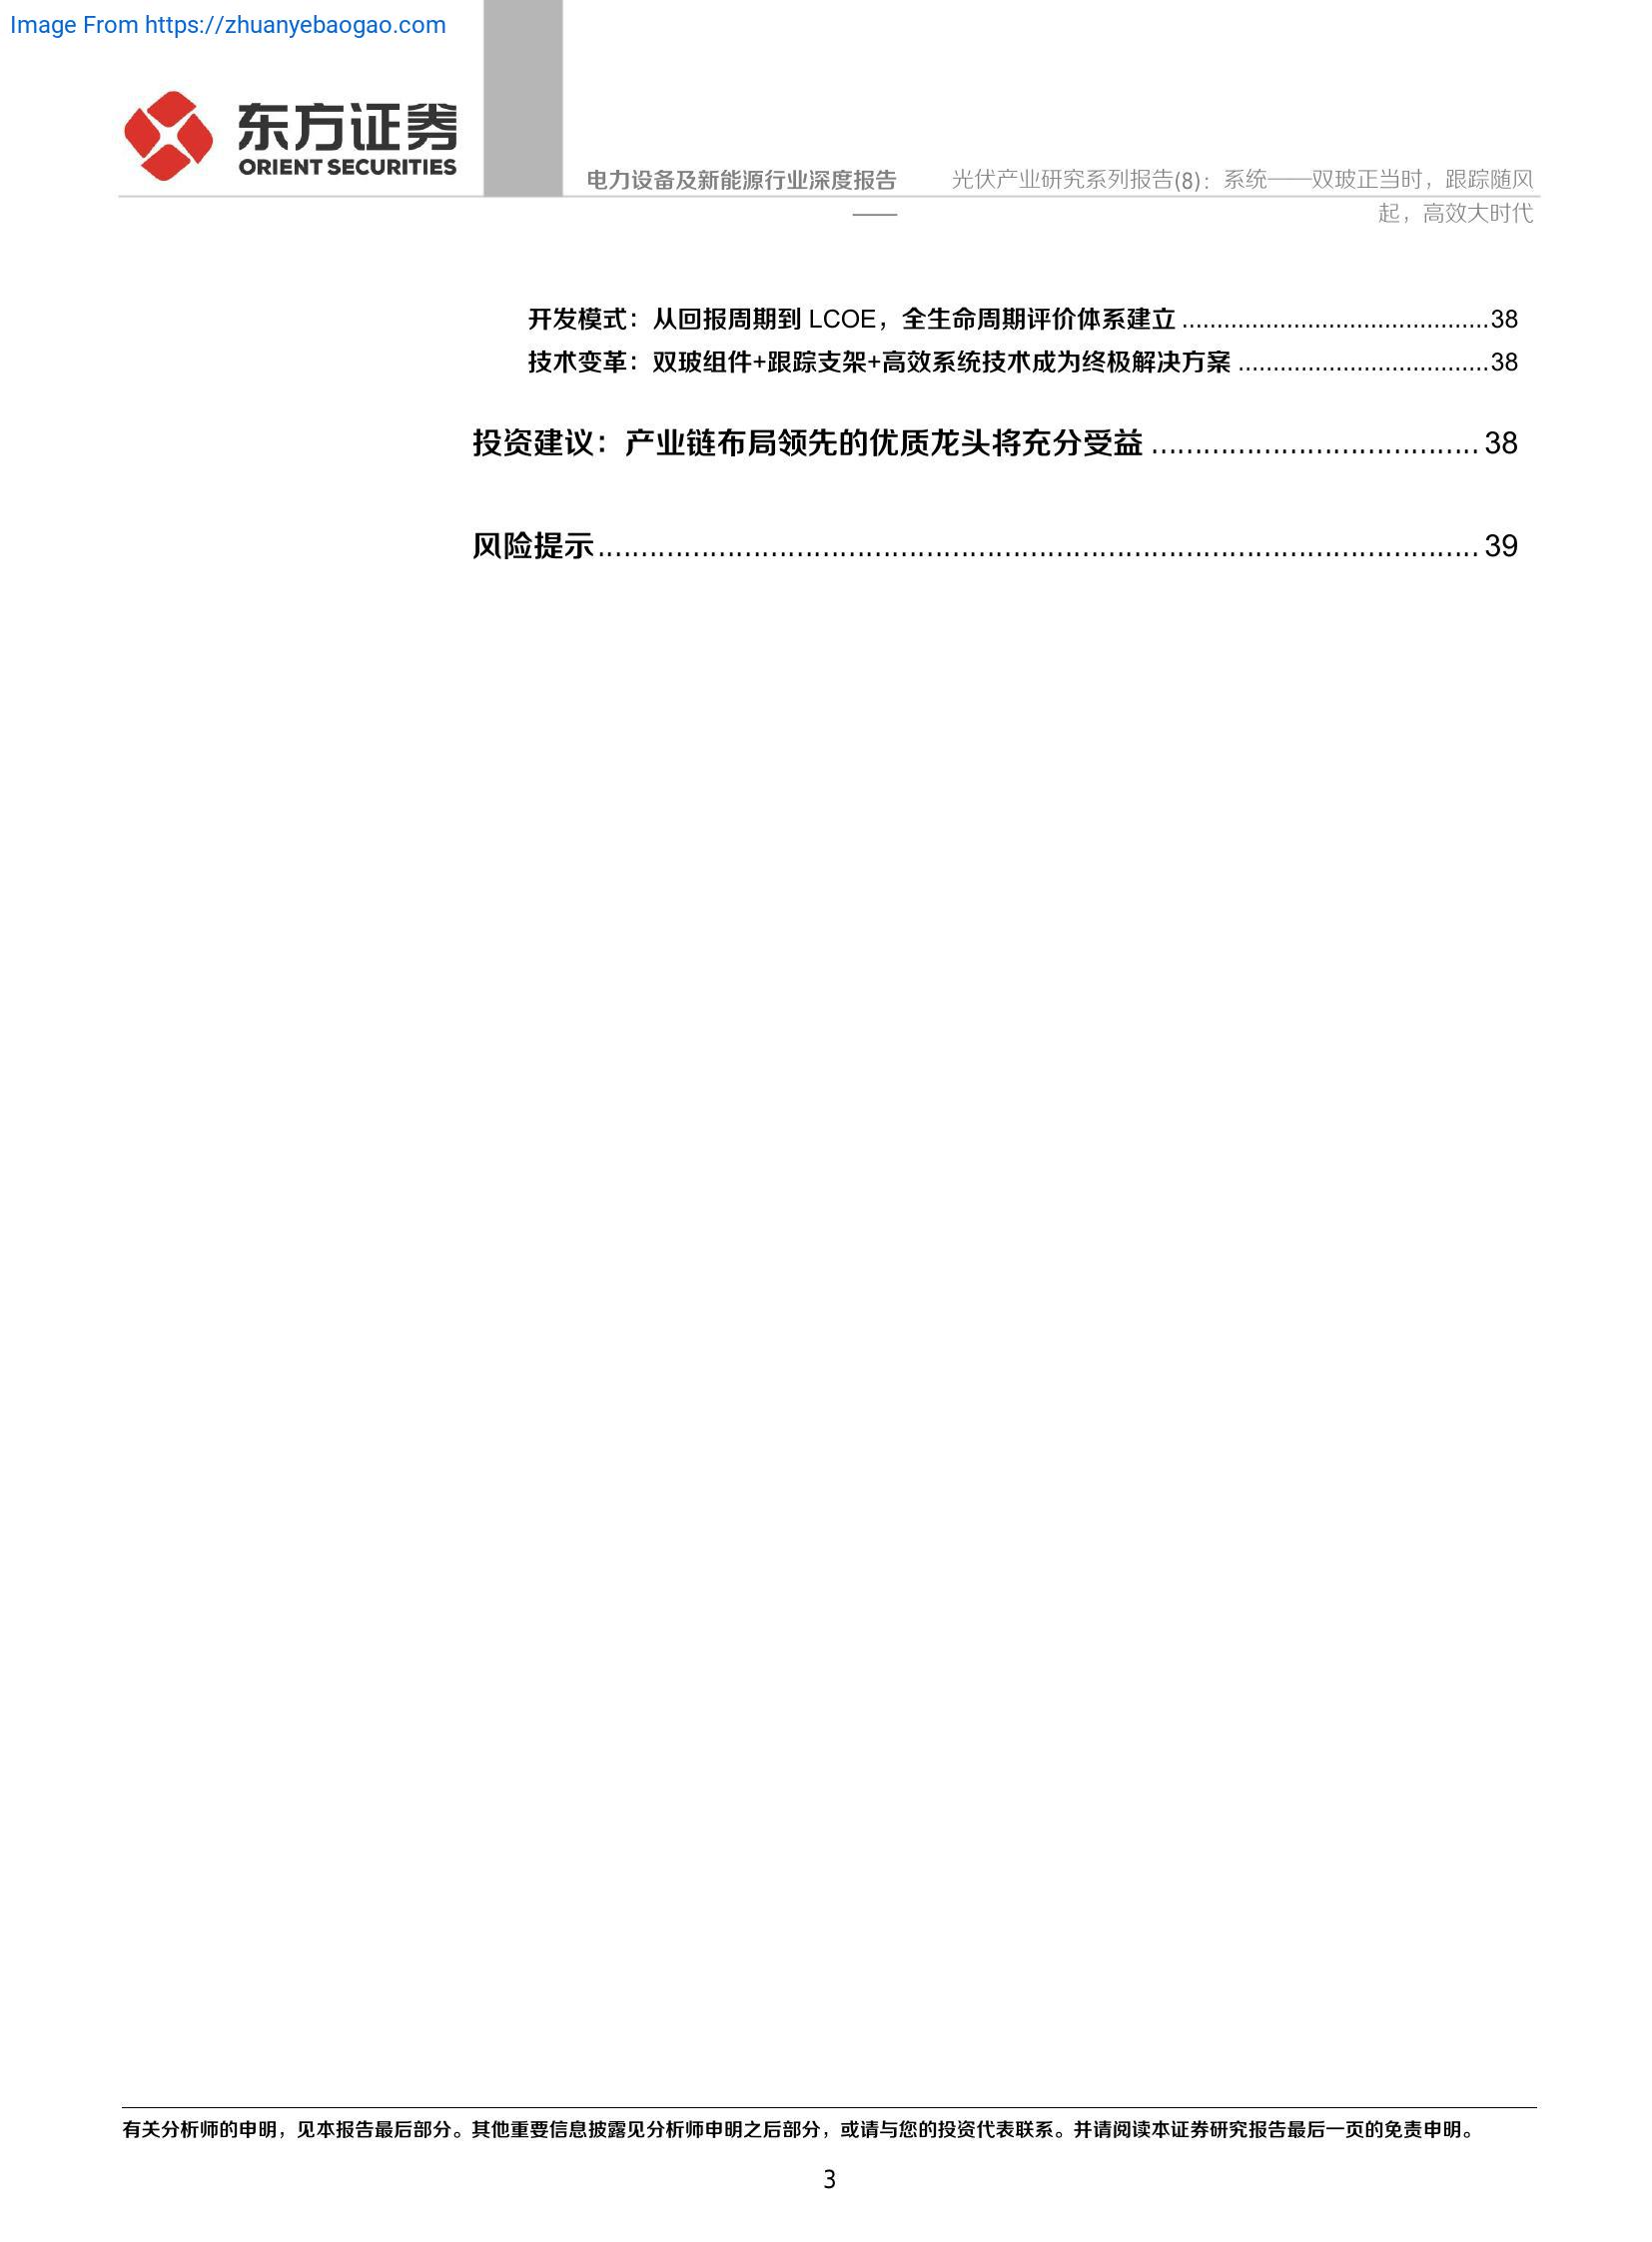 Image From https://zhuanyebaogao.com
东方证券
ORIENT SECURITIES
电力设备及新能源行业深度报告
——
光伏产业研究系列报告(8)：系统——双玻正当时，跟踪随风
起，高效大时代
开发模式：从回报周期到 LCOE，全生命周期评价体系建立............................................38
技术变革：双玻组件+跟踪支架+高效系统技术成为终极解决方案....................................38
投资建议：产业链布局领先的优质龙头将充分受益......................................38
风险提示......................................................................................................39
有关分析师的申明，见本报告最后部分。其他重要信息披露见分析师申明之后部分，或请与您的投资代表联系。并请阅读本证券研究报告最后一页的免责申明。
3